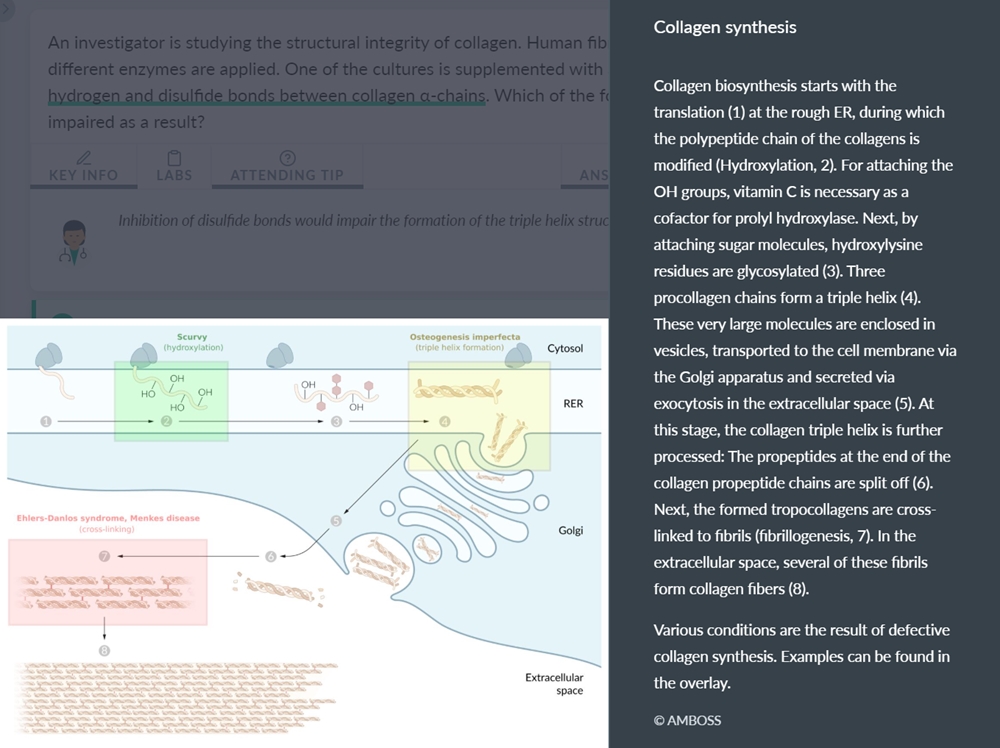 An investigator is studying the structural integrity of collagen. Human fib
different enzymes are applied. One of the cultures is supplemented with
hydrogen and disulfide bonds between collagen α-chains. Which of the fo
impaired as a result?
KEY INFO
LABS
ATTENDING TIP
ANS
Inhibition of disulfide bonds would impair the formation of the triple helix struc
Scurvy
(hydroxylation)
Osteogenesis imperfecta
(triple helix formation)
Cytosol
OH
HO
OH
HO
OH
OH
RER
1
2
3
4
Ehlers-Danlos syndrome, Menkes disease
(cross-linking)
5
Golgi
7
6
8
Extracellular
space
Collagen synthesis
Collagen biosynthesis starts with the
translation (1) at the rough ER, during which
the polypeptide chain of the collagens is
modified (Hydroxylation, 2). For attaching the
OH groups, vitamin C is necessary as a
cofactor for prolyl hydroxylase. Next, by
attaching sugar molecules, hydroxylysine
residues are glycosylated (3). Three
procollagen chains form a triple helix (4).
These very large molecules are enclosed in
vesicles, transported to the cell membrane via
the Golgi apparatus and secreted via
exocytosis in the extracellular space (5). At
this stage, the collagen triple helix is further
processed: The propeptides at the end of the
collagen propeptide chains are split off (6).
Next, the formed tropocollagens are cross-
linked to fibrils (fibrillogenesis, 7). In the
extracellular space, several of these fibrils
form collagen fibers (8).
Various conditions are the result of defective
collagen synthesis. Examples can be found in
the overlay.
© AMBOSS